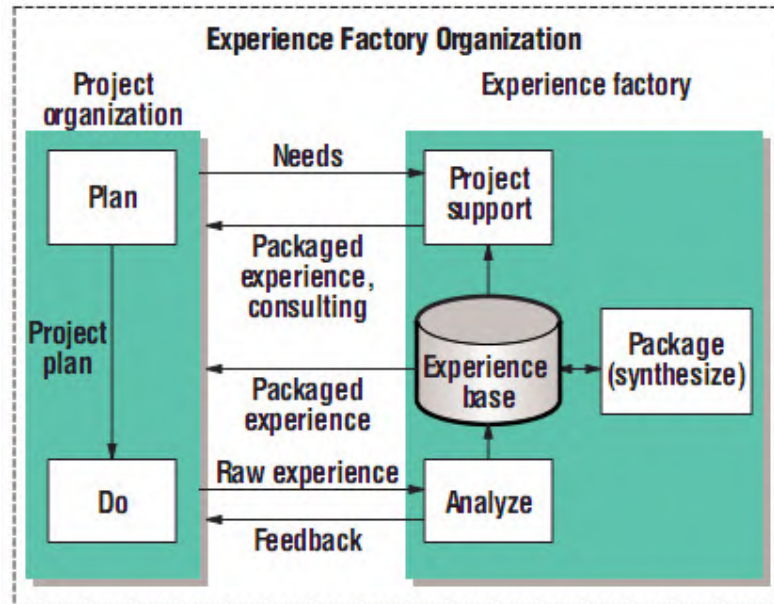 Experience Factory Organization
Project
organization
Experience factory
Plan
Needs
Project
support
Packaged
experience,
consulting
Project
plan
Packaged
experience
Experience
base
Package
(synthesize)
Do
Raw experience
Analyze
Feedback